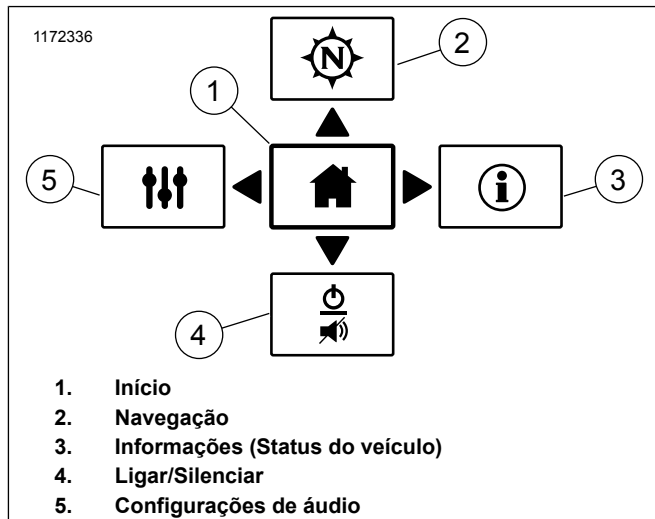 1172336
2
1
N
5
i
3
4
1. Início
2. Navegação
3. Informações (Status do veículo)
4. Ligar/Silenciar
5. Configurações de áudio